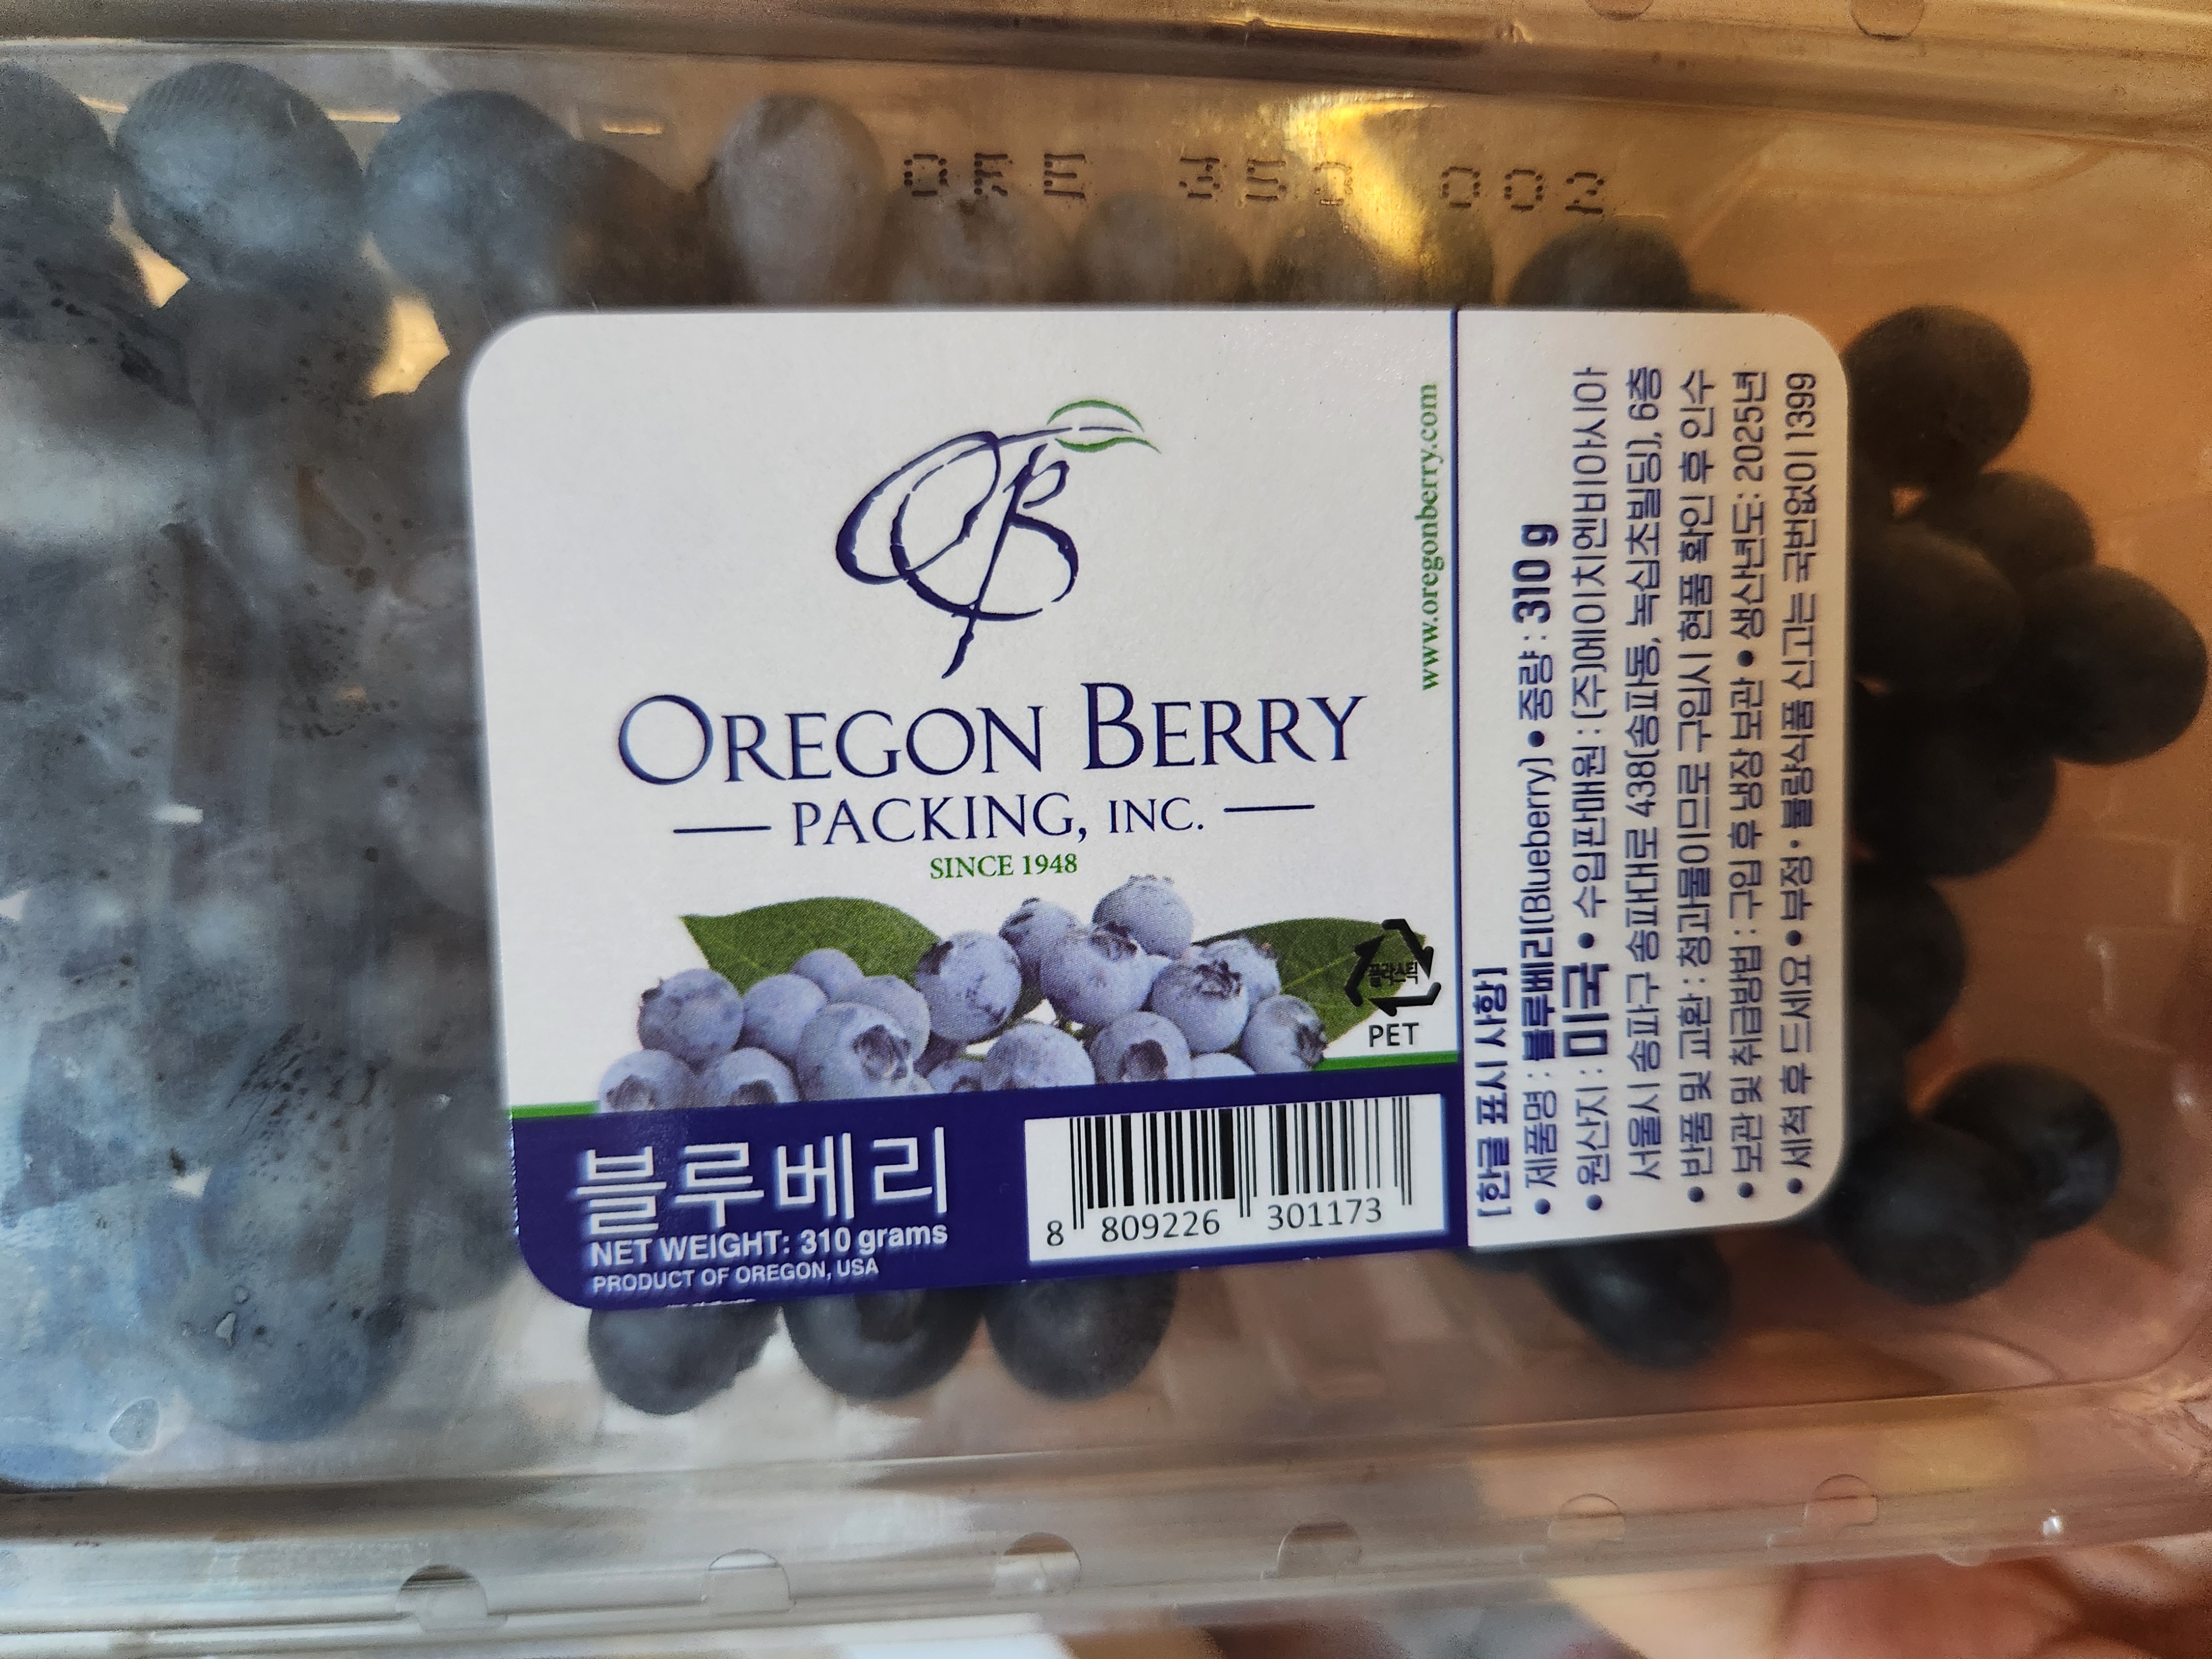 OREGON BERRY
PACKING, INC.
SINCE 1948
www.oregonberry.com
플라스틱
PET
블루베리
NET WEIGHT: 310 grams
PRODUCT OF OREGON, USA
8 809226 301173
[한글 표시 사항]
• 제품명 : 블루베리(Blueberry) • 중량 : 310 g
• 원산지 : 미국 • 수입판매원 : (주)에이치엔비아시아
서울시 송파구 송파대로 438(송파동, 녹십초빌딩), 6층
• 반품 및 교환 : 청과물이므로 구입시 현품 확인 후 인수
• 보관 및 취급방법 : 구입 후 냉장 보관 • 생산년도: 2025년
• 세척 후 드세요 • 부정·불량식품 신고는 국번없이 1399